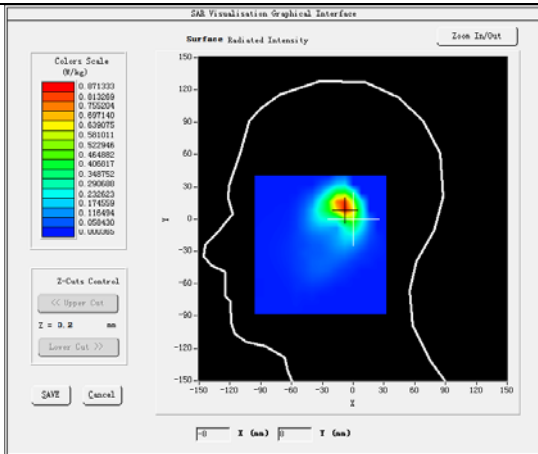 SAR Visualisation Graphical Interface
Surface Radiated Intensity
Zoom In/Out
Colors Scale
(W/kg)
0.871333
0.813269
0.755204
0.697140
0.639075
0.581011
0.522946
0.464882
0.406817
0.348752
0.290688
0.232623
0.174559
0.116494
0.058430
0.000365
Z-Cuts Control
<< Upper Cut
Z = 3.2 mm
Lower Cut >>
SAVE
Cancel
150
120
90
60
30
0
-30
-60
-90
-120
-150
Y
-150 -120 -90 -60 -30 0 30 60 90 120 150
X
-8 X (mm) 8 Y (mm)